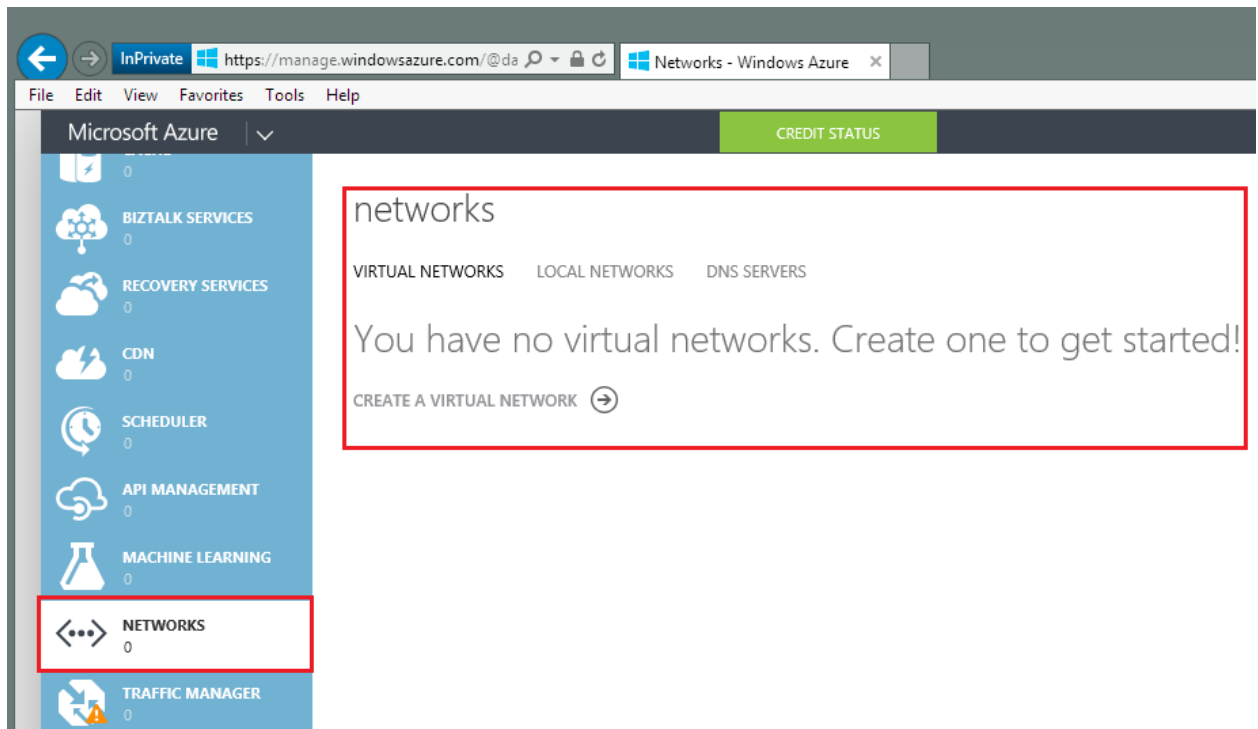 InPrivate https://manage.windowsazure.com/@da Networks - Windows Azure
File Edit View Favorites Tools Help
Microsoft Azure CREDIT STATUS
0
BIZTALK SERVICES
0
RECOVERY SERVICES
0
CDN
0
SCHEDULER
0
API MANAGEMENT
0
MACHINE LEARNING
0
NETWORKS
0
TRAFFIC MANAGER
0
networks
VIRTUAL NETWORKS LOCAL NETWORKS DNS SERVERS
You have no virtual networks. Create one to get started!
CREATE A VIRTUAL NETWORK